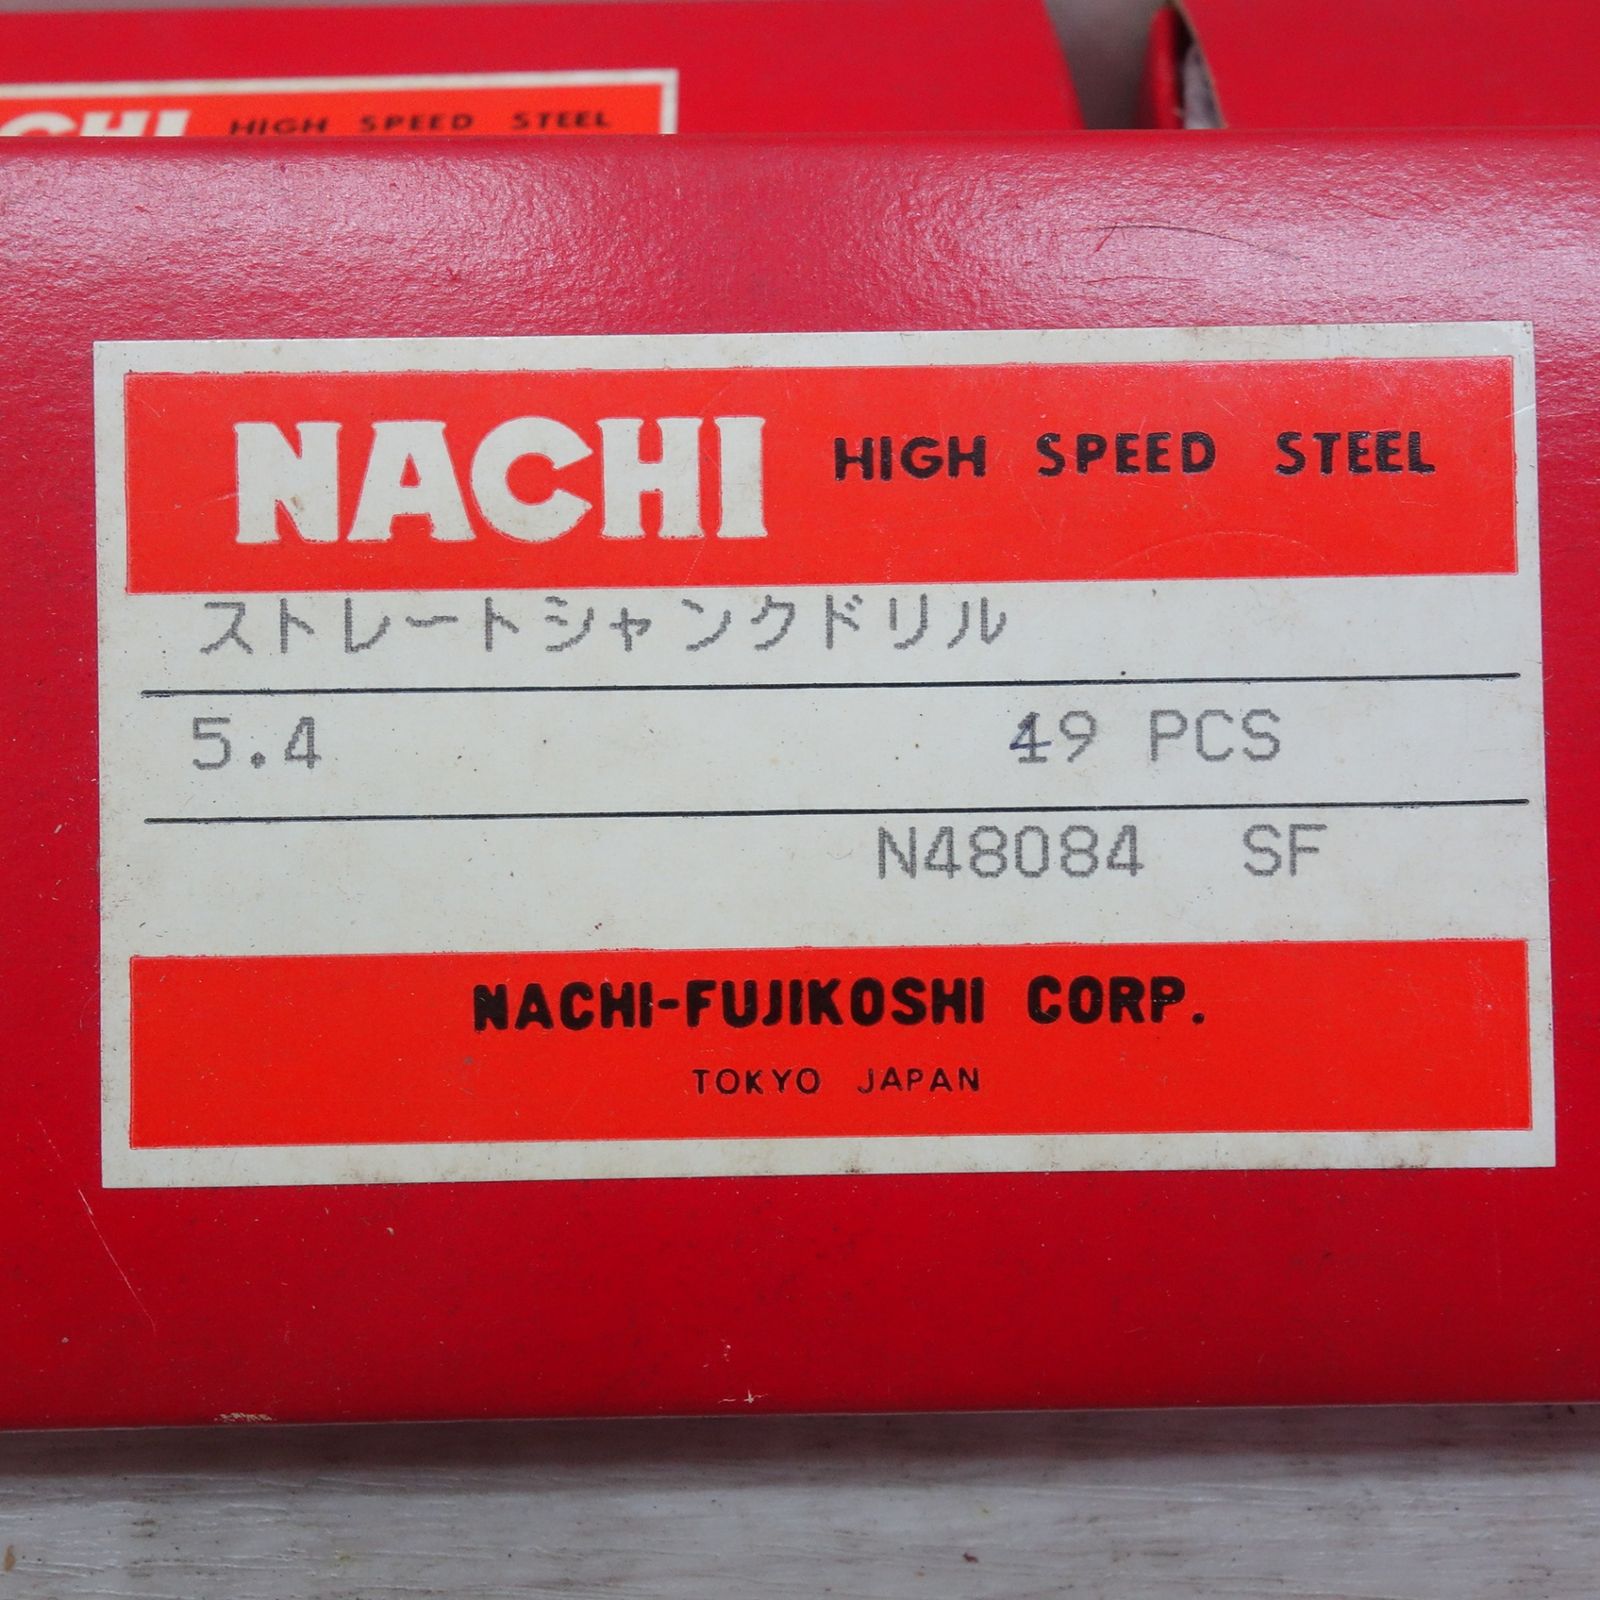 CHI HIGH SPEED STEEL
NACHI HIGH SPEED STEEL
ストレートシャンクドリル
5.4 49 PCS
N48084 SF
NACHI-FUJIKOSHI CORP.
TOKYO JAPAN